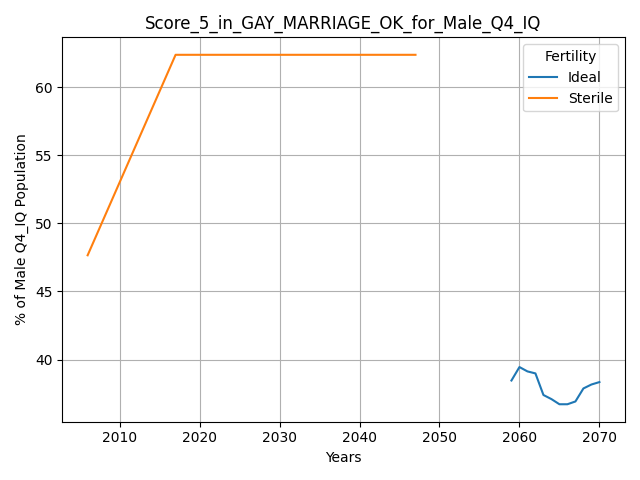 Score_5_in_GAY_MARRIAGE_OK_for_Male_Q4_IQ
Fertility
Ideal
Sterile
% of Male Q4_IQ Population
60
55
50
45
40
2010 2020 2030 2040 2050 2060 2070
Years